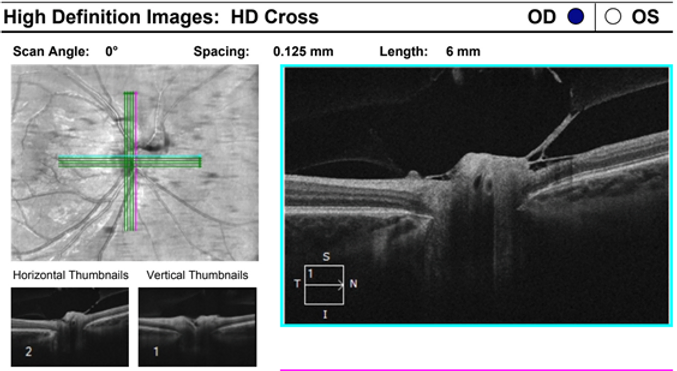 High Definition Images: HD Cross OD OS
Scan Angle: 0° Spacing: 0.125 mm Length: 6 mm
S
1
T N
I
Horizontal Thumbnails Vertical Thumbnails
2 1